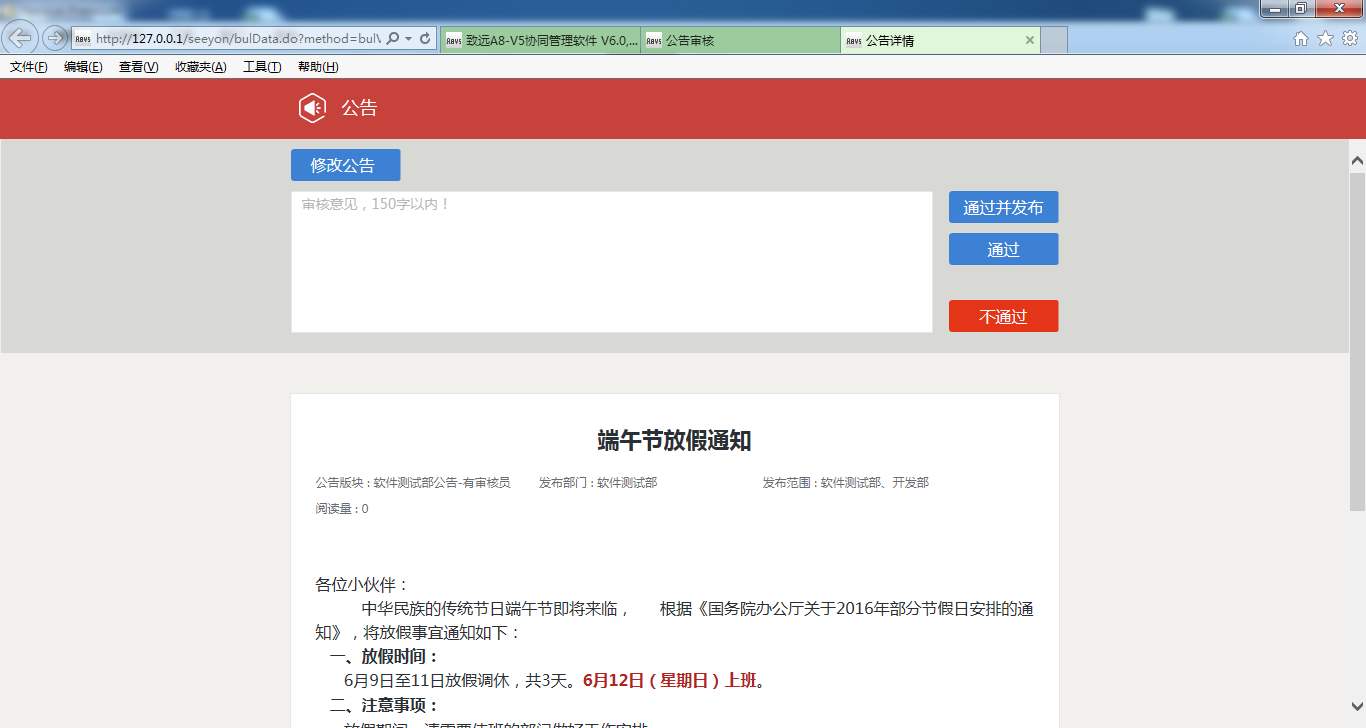 http://127.0.0.1/seeyon/bulData.do?method=bul
A8V5 致远A8-V5协同管理软件 V6.0,...
A8V5 公告审核
A8V5 公告详情
文件(F) 编辑(E) 查看(V) 收藏夹(A) 工具(T) 帮助(H)
公告
修改公告
审核意见，150字以内！
通过并发布
通过
不通过
端午节放假通知
公告版块 : 软件测试部公告-有审核员 发布部门 : 软件测试部 发布范围 : 软件测试部、开发部
阅读量 : 0
各位小伙伴：
中华民族的传统节日端午节即将来临， 根据《国务院办公厅关于2016年部分节假日安排的通
知》，将放假事宜通知如下：
一、放假时间：
6月9日至11日放假调休，共3天。6月12日（星期日）上班。
二、注意事项：